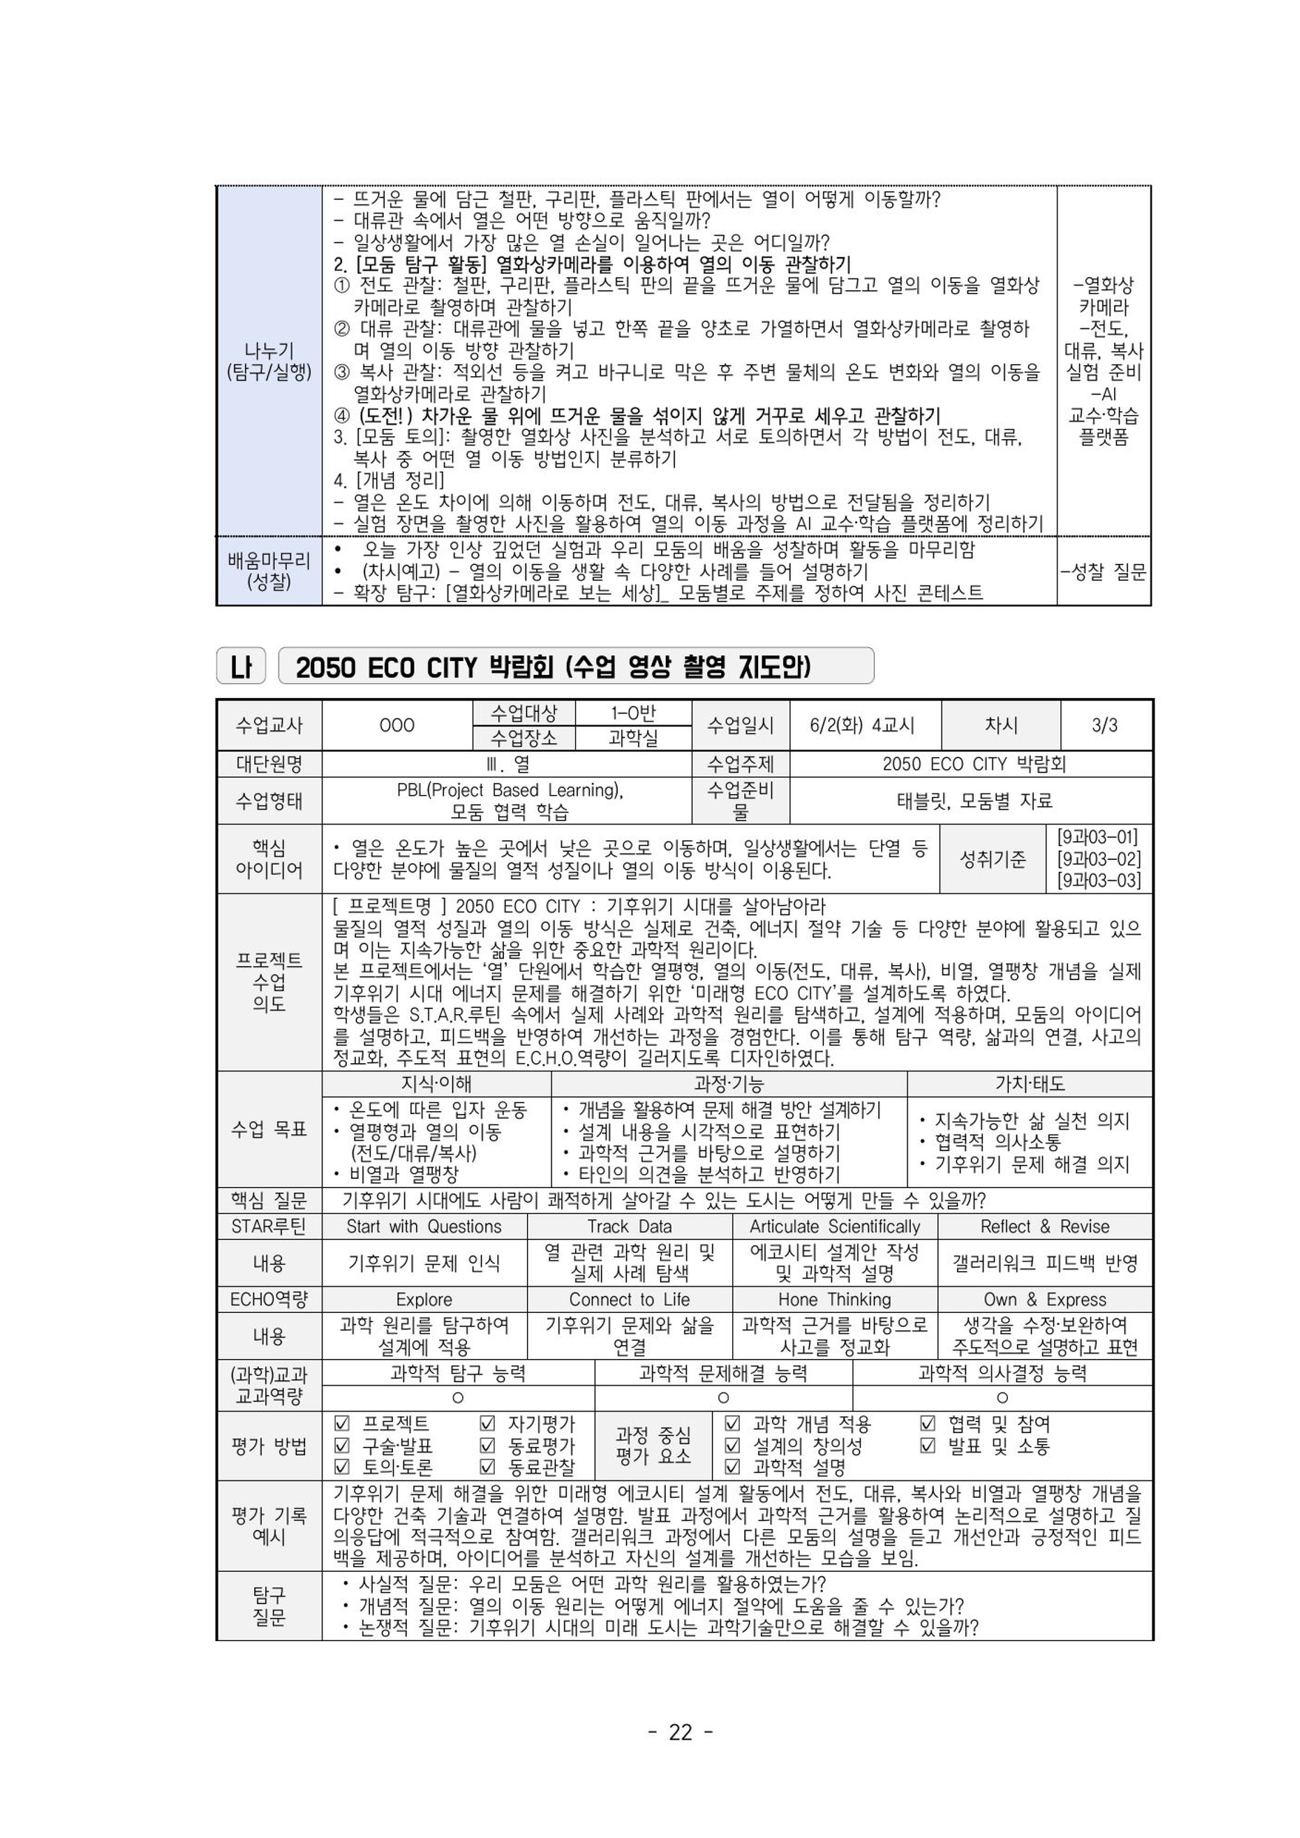 - 뜨거운 물에 담근 철판, 구리판, 플라스틱 판에서는 열이 어떻게 이동할까?
- 대류관 속에서 열은 어떤 방향으로 움직일까?
- 일상생활에서 가장 많은 열 손실이 일어나는 곳은 어디일까?
2. [모둠 탐구 활동] 열화상카메라를 이용하여 열의 이동 관찰하기
① 전도 관찰: 철판, 구리판, 플라스틱 판의 끝을 뜨거운 물에 담그고 열의 이동을 열화상
카메라로 촬영하며 관찰하기
② 대류 관찰: 대류관에 물을 넣고 한쪽 끝을 양초로 가열하면서 열화상카메라로 촬영하
며 열의 이동 방향 관찰하기
나누기
(탐구/실행)
③ 복사 관찰: 적외선 등을 켜고 바구니로 막은 후 주변 물체의 온도 변화와 열의 이동을
열화상카메라로 관찰하기
④ (도전!) 차가운 물 위에 뜨거운 물을 섞이지 않게 거꾸로 세우고 관찰하기
3. [모둠 토의]: 촬영한 열화상 사진을 분석하고 서로 토의하면서 각 방법이 전도, 대류,
복사 중 어떤 열 이동 방법인지 분류하기
4. [개념 정리]
- 열은 온도 차이에 의해 이동하며 전도, 대류, 복사의 방법으로 전달됨을 정리하기
- 실험 장면을 촬영한 사진을 활용하여 열의 이동 과정을 AI 교수·학습 플랫폼에 정리하기
-열화상
카메라
-전도,
대류, 복사
실험 준비
-AI
교수·학습
플랫폼
배움마무리
(성찰)
• 오늘 가장 인상 깊었던 실험과 우리 모둠의 배움을 성찰하며 활동을 마무리함
• (차시예고) - 열의 이동을 생활 속 다양한 사례를 들어 설명하기
- 확장 탐구: [열화상카메라로 보는 세상]_ 모둠별로 주제를 정하여 사진 콘테스트
-성찰 질문
나 2050 ECO CITY 박람회 (수업 영상 촬영 지도안)
수업교사 OOO 수업대상 1-O반 수업일시 6/2(화) 4교시 차시 3/3
수업장소 과학실
대단원명 Ⅲ. 열 수업주제 2050 ECO CITY 박람회
수업형태
PBL(Project Based Learning),
모둠 협력 학습
수업준비
물
태블릿, 모둠별 자료
핵심
아이디어
• 열은 온도가 높은 곳에서 낮은 곳으로 이동하며, 일상생활에서는 단열 등
다양한 분야에 물질의 열적 성질이나 열의 이동 방식이 이용된다.
성취기준
[9과03-01]
[9과03-02]
[9과03-03]
프로젝트
수업
의도
[ 프로젝트명 ] 2050 ECO CITY : 기후위기 시대를 살아남아라
물질의 열적 성질과 열의 이동 방식은 실제로 건축, 에너지 절약 기술 등 다양한 분야에 활용되고 있으
며 이는 지속가능한 삶을 위한 중요한 과학적 원리이다.
본 프로젝트에서는 ‘열’ 단원에서 학습한 열평형, 열의 이동(전도, 대류, 복사), 비열, 열팽창 개념을 실제
기후위기 시대 에너지 문제를 해결하기 위한 ‘미래형 ECO CITY’를 설계하도록 하였다.
학생들은 S.T.A.R.루틴 속에서 실제 사례와 과학적 원리를 탐색하고, 설계에 적용하며, 모둠의 아이디어
를 설명하고, 피드백을 반영하여 개선하는 과정을 경험한다. 이를 통해 탐구 역량, 삶과의 연결, 사고의
정교화, 주도적 표현의 E.C.H.O.역량이 길러지도록 디자인하였다.
수업 목표
지식·이해 과정·기능 가치·태도
• 온도에 따른 입자 운동
• 열평형과 열의 이동
(전도/대류/복사)
• 비열과 열팽창
• 개념을 활용하여 문제 해결 방안 설계하기
• 설계 내용을 시각적으로 표현하기
• 과학적 근거를 바탕으로 설명하기
• 타인의 의견을 분석하고 반영하기
• 지속가능한 삶 실천 의지
• 협력적 의사소통
• 기후위기 문제 해결 의지
핵심 질문 기후위기 시대에도 사람이 쾌적하게 살아갈 수 있는 도시는 어떻게 만들 수 있을까?
STAR루틴 Start with Questions Track Data Articulate Scientifically Reflect & Revise
내용
기후위기 문제 인식
열 관련 과학 원리 및
실제 사례 탐색
에코시티 설계안 작성
및 과학적 설명
갤러리워크 피드백 반영
ECHO역량 Explore Connect to Life Hone Thinking Own & Express
내용
과학 원리를 탐구하여
설계에 적용
기후위기 문제와 삶을
연결
과학적 근거를 바탕으로
사고를 정교화
생각을 수정·보완하여
주도적으로 설명하고 표현
(과학)교과
교과역량
과학적 탐구 능력 과학적 문제해결 능력 과학적 의사결정 능력
○ ○ ○
평가 방법
☑ 프로젝트 ☑ 자기평가
☑ 구술·발표 ☑ 동료평가
☑ 토의·토론 ☑ 동료관찰
과정 중심
평가 요소
☑ 과학 개념 적용 ☑ 협력 및 참여
☑ 설계의 창의성 ☑ 발표 및 소통
☑ 과학적 설명
평가 기록
예시
기후위기 문제 해결을 위한 미래형 에코시티 설계 활동에서 전도, 대류, 복사와 비열과 열팽창 개념을
다양한 건축 기술과 연결하여 설명함. 발표 과정에서 과학적 근거를 활용하여 논리적으로 설명하고 질
의응답에 적극적으로 참여함. 갤러리워크 과정에서 다른 모둠의 설명을 듣고 개선안과 긍정적인 피드
백을 제공하며, 아이디어를 분석하고 자신의 설계를 개선하는 모습을 보임.
탐구
질문
• 사실적 질문: 우리 모둠은 어떤 과학 원리를 활용하였는가?
• 개념적 질문: 열의 이동 원리는 어떻게 에너지 절약에 도움을 줄 수 있는가?
• 논쟁적 질문: 기후위기 시대의 미래 도시는 과학기술만으로 해결할 수 있을까?
- 22 -